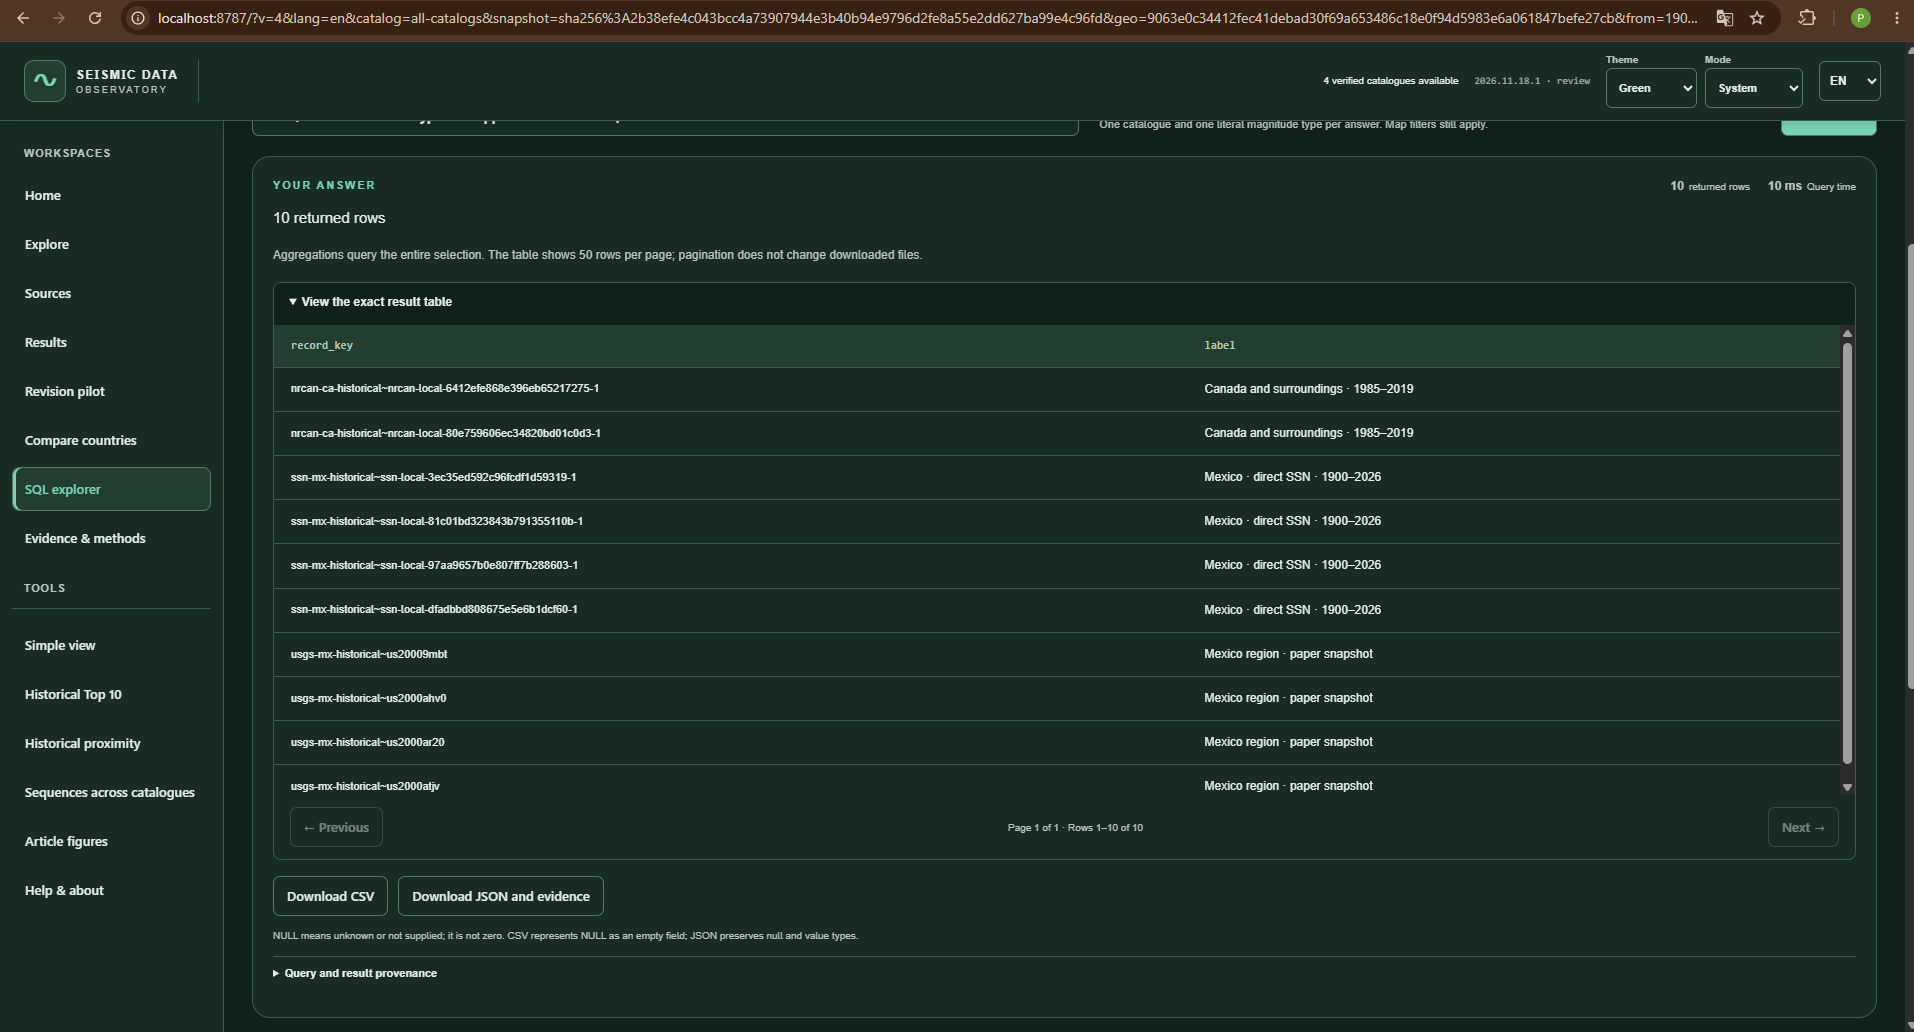 localhost:8787/?v=4&lang=en&catalog=all-catalogs&snapshot=sha256%3A2b38efe4c043bcc4a73907944e3b40b94e9796d2fe8a55e2dd627ba99e4c96fd&geo=9063e0c34412fec41debad30f69a653486c18e0f94d5983e6a061847befe27cb&from=190...
P
SEISMIC DATA
OBSERVATORY
4 verified catalogues available
2026.11.18.1 · review
Theme
Green
Mode
System
EN
One catalogue and one literal magnitude type per answer. Map filters still apply.
WORKSPACES
Home
Explore
Sources
Results
Revision pilot
Compare countries
SQL explorer
Evidence & methods
TOOLS
Simple view
Historical Top 10
Historical proximity
Sequences across catalogues
Article figures
Help & about
YOUR ANSWER
10 returned rows 10 ms Query time
10 returned rows
Aggregations query the entire selection. The table shows 50 rows per page; pagination does not change downloaded files.
▼ View the exact result table
record_key label
nrcan-ca-historical~nrcan-local-6412efe868e396eb65217275-1 Canada and surroundings · 1985–2019
nrcan-ca-historical~nrcan-local-80e759606ec34820bd01c0d3-1 Canada and surroundings · 1985–2019
ssn-mx-historical~ssn-local-3ec35ed592c96fcdf1d59319-1 Mexico · direct SSN · 1900–2026
ssn-mx-historical~ssn-local-81c01bd323843b791355110b-1 Mexico · direct SSN · 1900–2026
ssn-mx-historical~ssn-local-97aa9657b0e807ff7b288603-1 Mexico · direct SSN · 1900–2026
ssn-mx-historical~ssn-local-dfadbbd808675e5e6b1dcf60-1 Mexico · direct SSN · 1900–2026
usgs-mx-historical~us20009mbt Mexico region · paper snapshot
usgs-mx-historical~us2000ahv0 Mexico region · paper snapshot
usgs-mx-historical~us2000ar20 Mexico region · paper snapshot
usgs-mx-historical~us2000atjv Mexico region · paper snapshot
← Previous
Page 1 of 1 · Rows 1–10 of 10
Next →
Download CSV
Download JSON and evidence
NULL means unknown or not supplied; it is not zero. CSV represents NULL as an empty field; JSON preserves null and value types.
▶ Query and result provenance